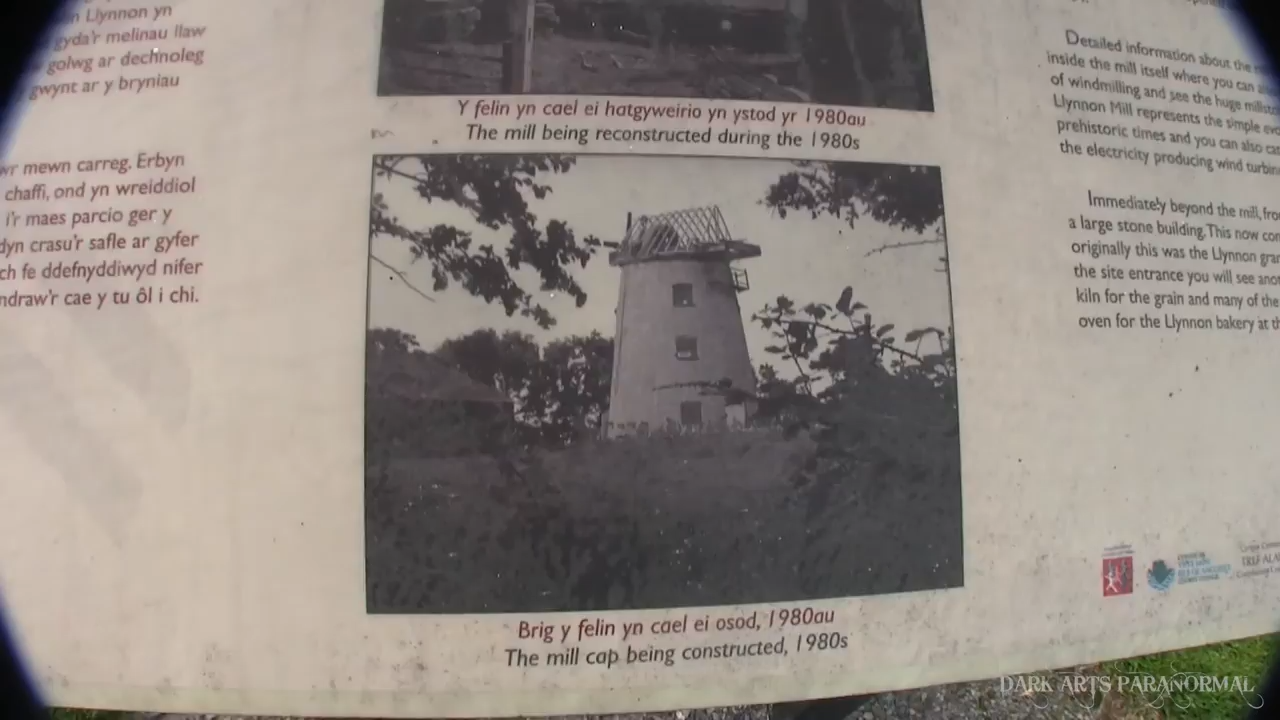 n Llynnon yn
gyda'r melinau llaw
golwg ar dechnoleg
gwynt ar y bryniau
wr mewn carreg. Erbyn
chaffi, ond yn wreiddiol
i'r maes parcio ger y
dyn crasu'r safle ar gyfer
ch fe ddefnyddiwyd nifer
ndraw'r cae y tu ôl i chi.
Y felin yn cael ei hatgyweirio yn ystod yr 1980au
The mill being reconstructed during the 1980s
Brig y felin yn cael ei osod, 1980au
The mill cap being constructed, 1980s
Detailed information about the
inside the mill itself where you can
of windmilling and see the huge
Llynnon Mill represents the simple
prehistoric times and you can also
the electricity producing wind
Immediately beyond the mill,
a large stone building. This now
originally this was the Llynnon
the site entrance you will see
kiln for the grain and many of the
oven for the Llynnon bakery at
DARK ARTS PARANORMAL